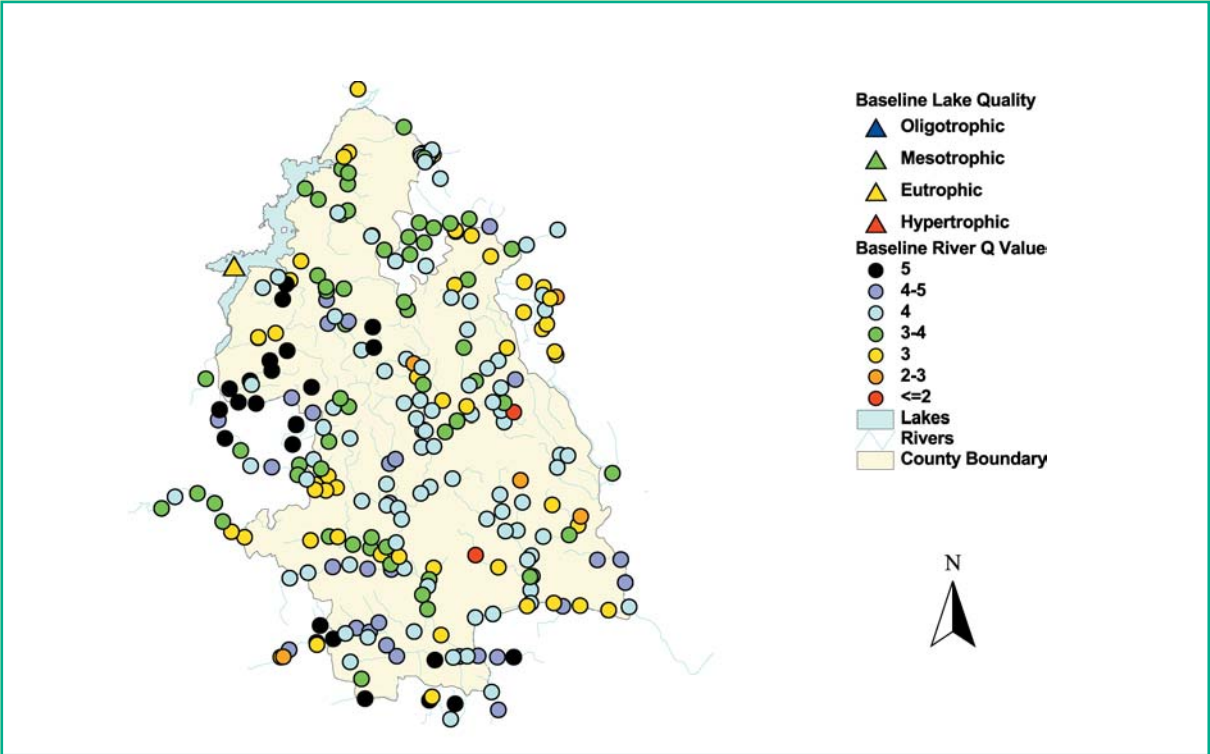 Baseline Lake Quality
Oligotrophic
Mesotrophic
Eutrophic
Hypertrophic
Baseline River Q Value
5
4-5
4
3-4
3
2-3
<=2
Lakes
Rivers
County Boundary
N